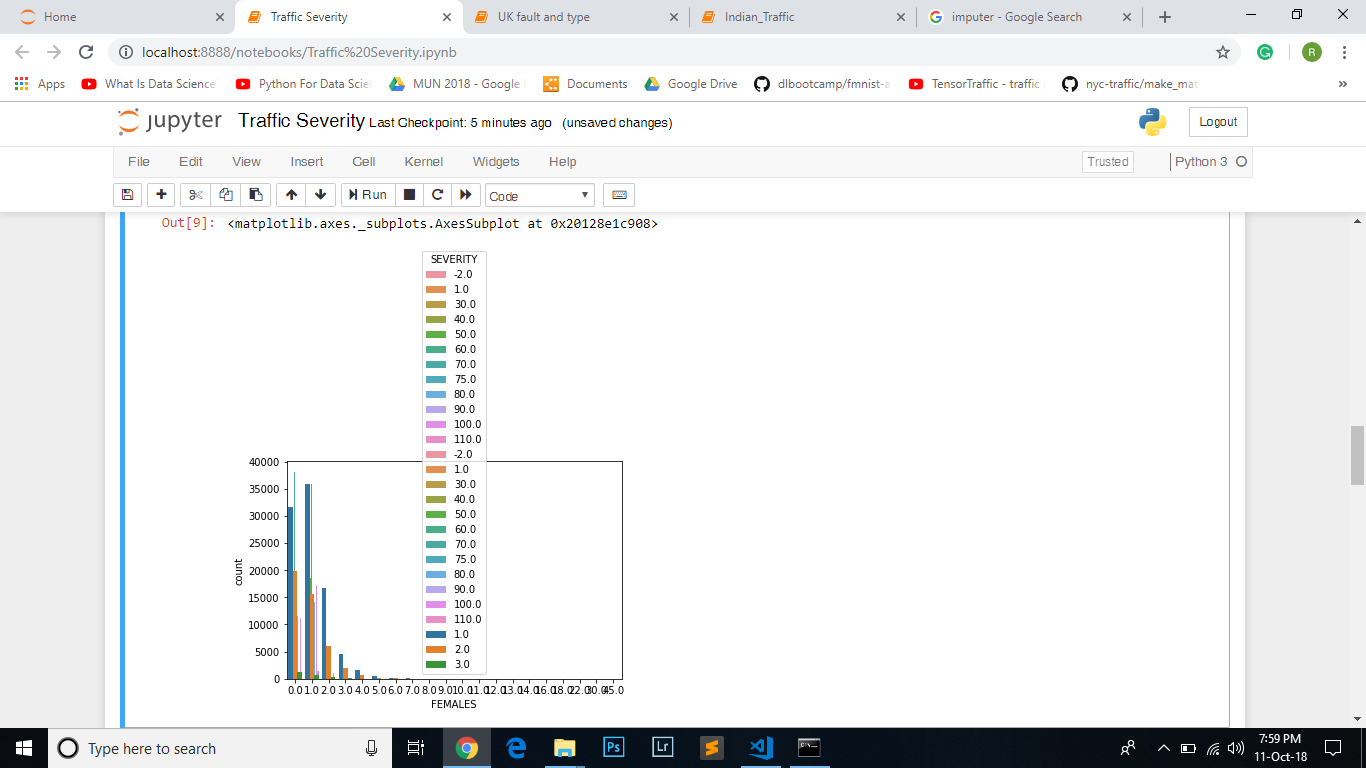 Home
Traffic Severity
UK fault and type
Indian_Traffic
imputer - Google Search
localhost:8888/notebooks/Traffic%20Severity.ipynb
R
Apps
What Is Data Science
Python For Data Scie
MUN 2018 - Google
Documents
Google Drive
dlbootcamp/fmnist-a
TensorTraffic - traffic
nyc-traffic/make_mat
»
jupyter Traffic Severity Last Checkpoint: 5 minutes ago (unsaved changes)
Logout
File Edit View Insert Cell Kernel Widgets Help
Trusted
Python 3
Run
Code
Out[9]: <matplotlib.axes._subplots.AxesSubplot at 0x20128e1c908>
SEVERITY
-2.0
1.0
30.0
40.0
50.0
60.0
70.0
75.0
80.0
90.0
100.0
110.0
-2.0
1.0
30.0
40.0
50.0
60.0
70.0
75.0
80.0
90.0
100.0
110.0
1.0
2.0
3.0
40000
35000
30000
25000
20000
15000
10000
5000
0
count
0.0 1.0 2.0 3.0 4.0 5.0 6.0 7.0 8.0 9.0 10.0 11.0 12.0 13.0 14.0 16.0 18.0 22.0 30.0 45.0
FEMALES
Type here to search
Ps
Lr
7:59 PM
11-Oct-18